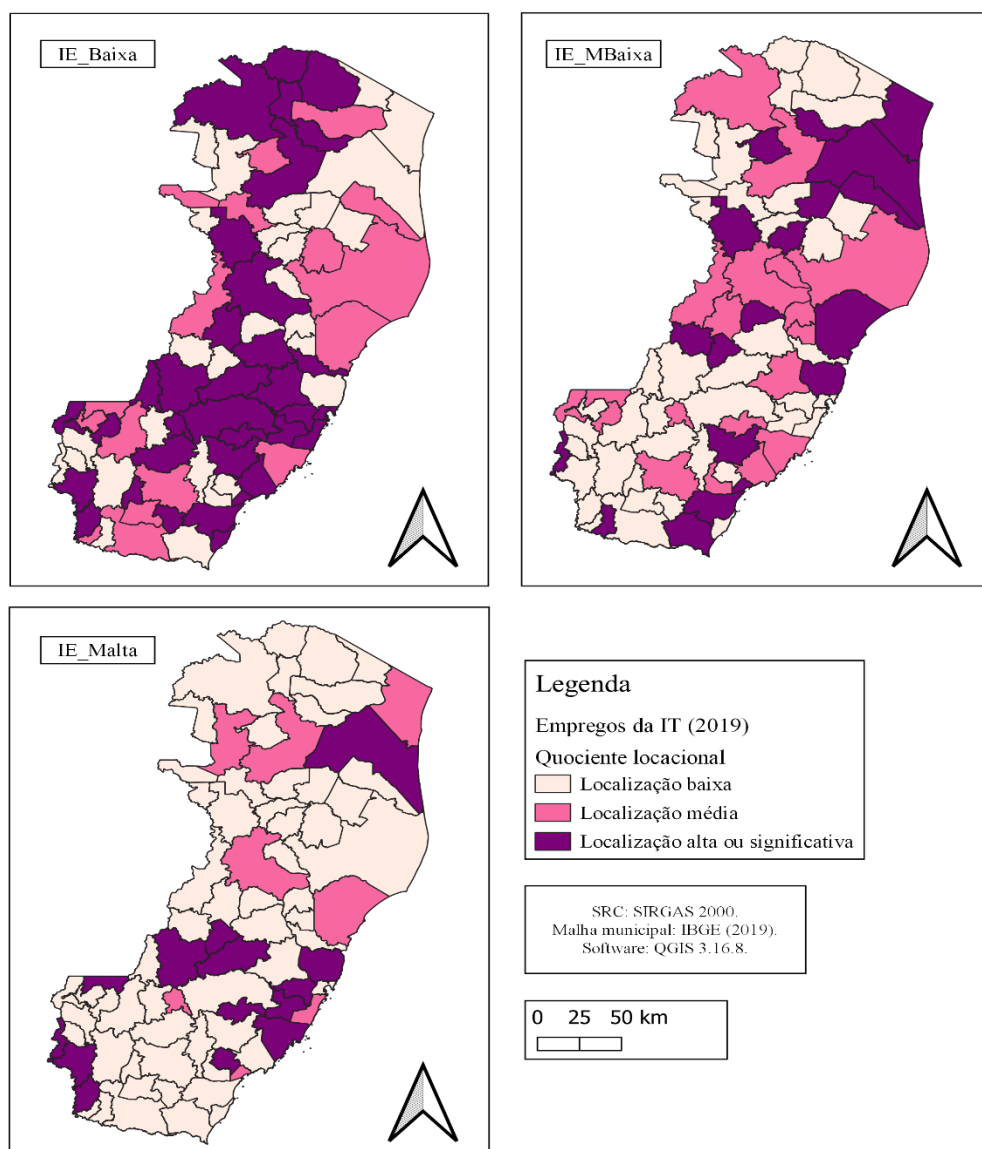 IE_Baixa
IE_MBaixa
IE_Malta
Legenda
Empregos da IT (2019)
Quociente locacional
Localização baixa
Localização média
Localização alta ou significativa
SRC: SIRGAS 2000.
Malha municipal: IBGE (2019).
Software: QGIS 3.16.8.
0 25 50 km